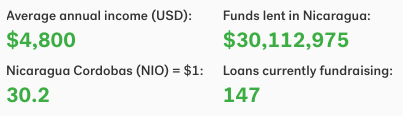 Average annual income (USD):
$4,800
Funds lent in Nicaragua:
$30,112,975
Nicaragua Cordobas (NIO) = $1:
30.2
Loans currently fundraising:
147